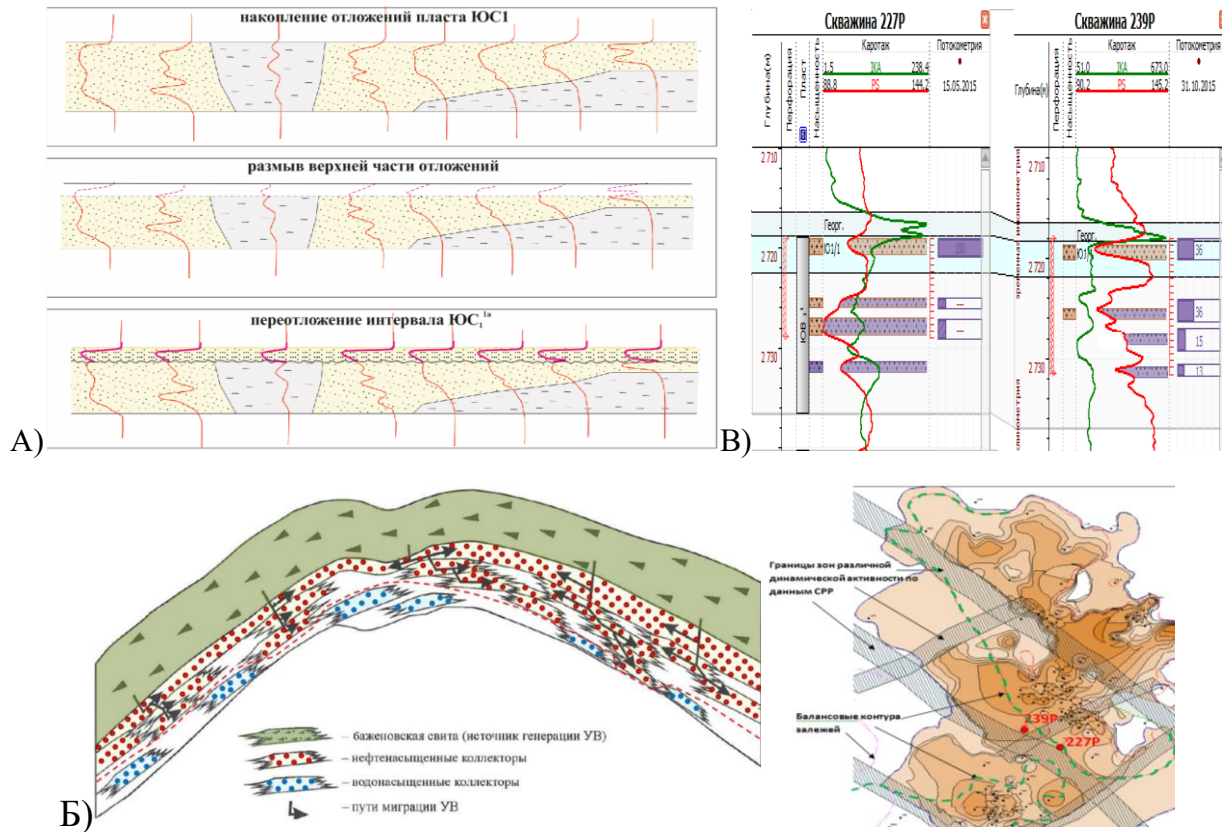 накопление отложений пласта ЮС1
размыв верхней части отложений
переотложение интервала ЮС₁¹ᵃ
А)
Скважина 227Р
Глубина(м)
Перфорация
Пласт
Насыщенность
Каротаж
Потокометрия
1.5 IKA 238.4
88.8 PS 144.2
15.05.2015
2 710
Георг.
Ю1/1
2 720
100
2 730
Скважина 239Р
Глубина(м)
Перфорация
Насыщенность
Каротаж
Потокометрия
51.0 IKA 673.0
90.2 PS 145.2
31.10.2015
2 710
Георг.
2 720
36
36
15
2 730
13
В)
– баженовская свита (источник генерации УВ)
– нефтенасыщенные коллекторы
– водонасыщенные коллекторы
– пути миграции УВ
Б)
Границы зон различной
динамической активности по
данным СРР
Балансовые контура
залежей
239Р
227Р